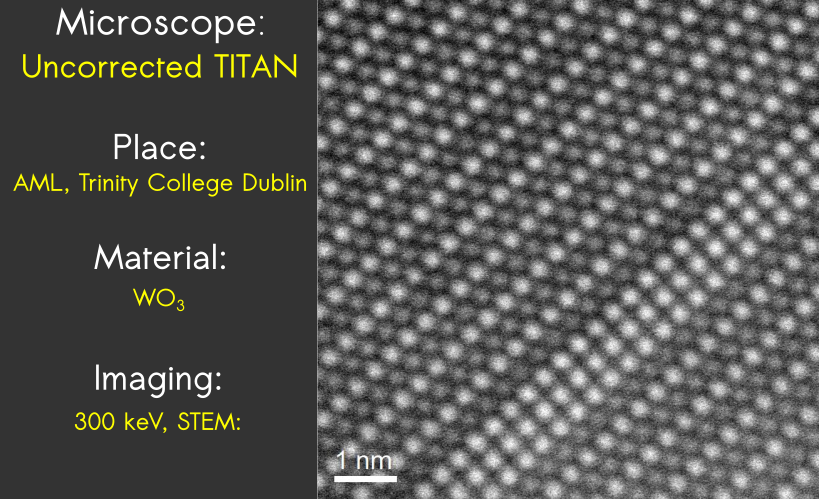 Microscope:
Uncorrected TITAN
Place:
AML, Trinity College Dublin
Material:
WO₃
Imaging:
300 keV, STEM:
1 nm